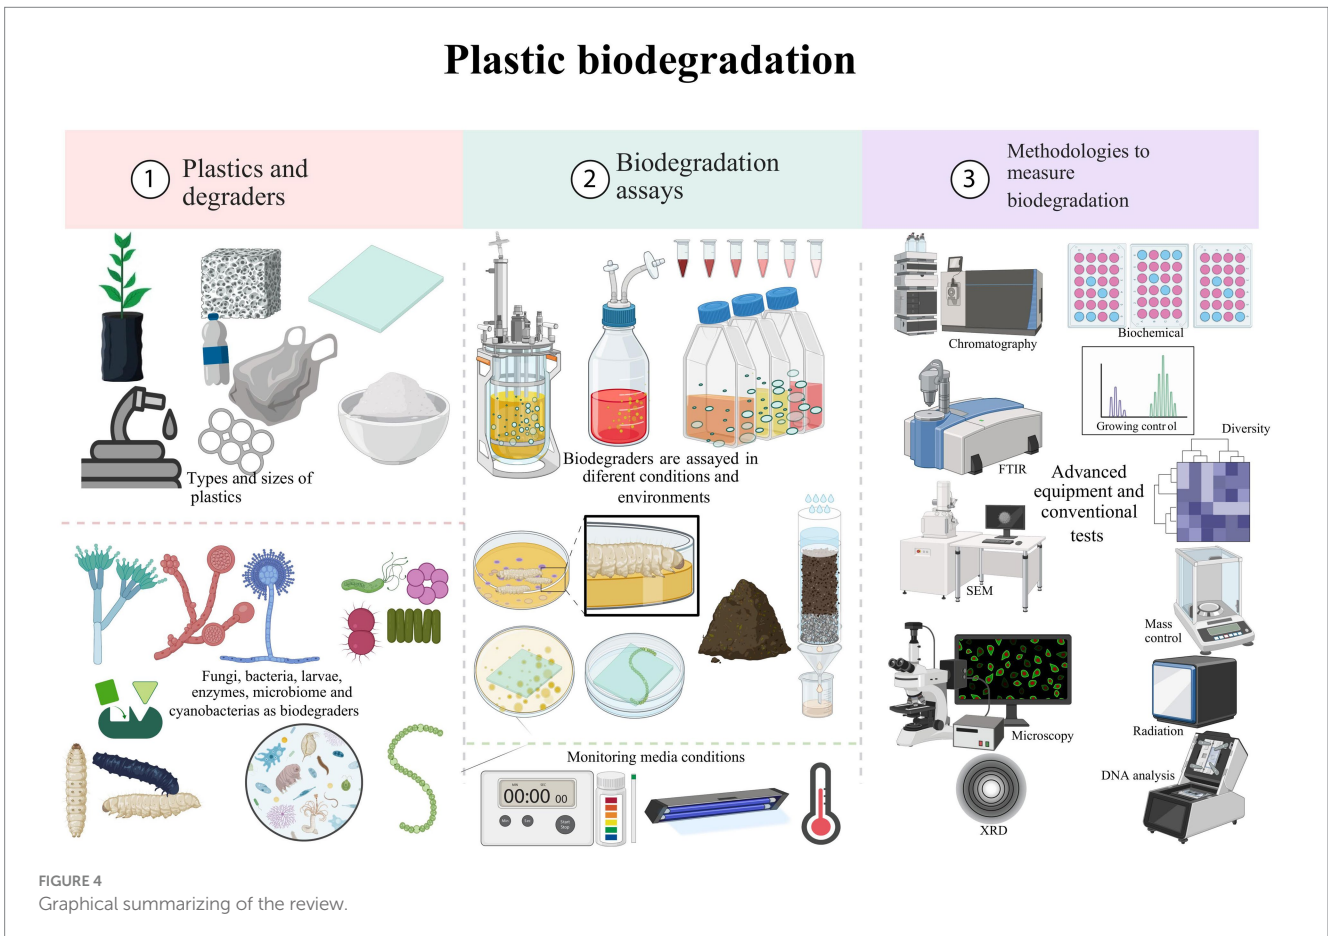 Plastic biodegradation
1
Plastics and
degraders
2
Biodegradation
assays
3
Methodologies to
measure
biodegradation
Types and sizes of
plastics
Fungi, bacteria, larvae,
enzymes, microbiome and
cyanobacterias as biodegraders
Biodegraders are assayed in
diferent conditions and
environments
Monitoring media conditions
00:00 00
Start
Stop
Chromatography
Biochemical
Growing control
FTIR
Diversity
Advanced
equipment and
conventional
tests
SEM
Mass
control
Microscopy
Radiation
DNA analysis
XRD
FIGURE 4
Graphical summarizing of the review.